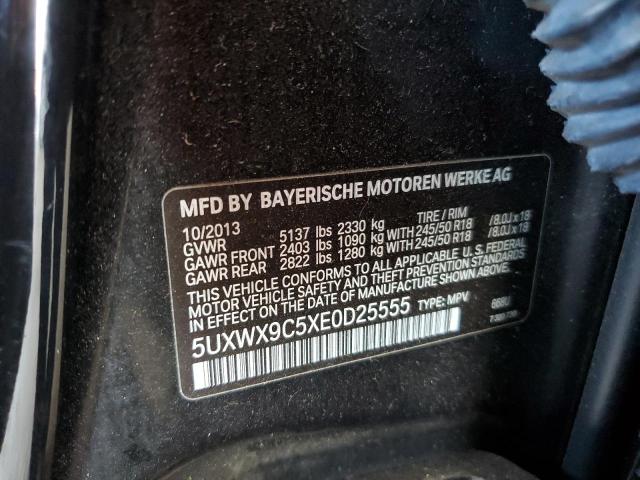 MFD BY BAYERISCHE MOTOREN WERKE AG
10/2013 TIRE / RIM
GVWR 5137 lbs 2330 kg
GAWR FRONT 2403 lbs 1090 kg WITH 245/50 R18 /8.0J x 18
GAWR REAR 2822 lbs 1280 kg WITH 245/50 R18 /8.0J x 18
THIS VEHICLE CONFORMS TO ALL APPLICABLE U.S. FEDERAL
MOTOR VEHICLE SAFETY AND THEFT PREVENTION STANDARDS
IN EFFECT ON THE DATE OF MANUFACTURE SHOWN ABOVE.
5UXWX9C5XE0D25555 TYPE: MPV 668U